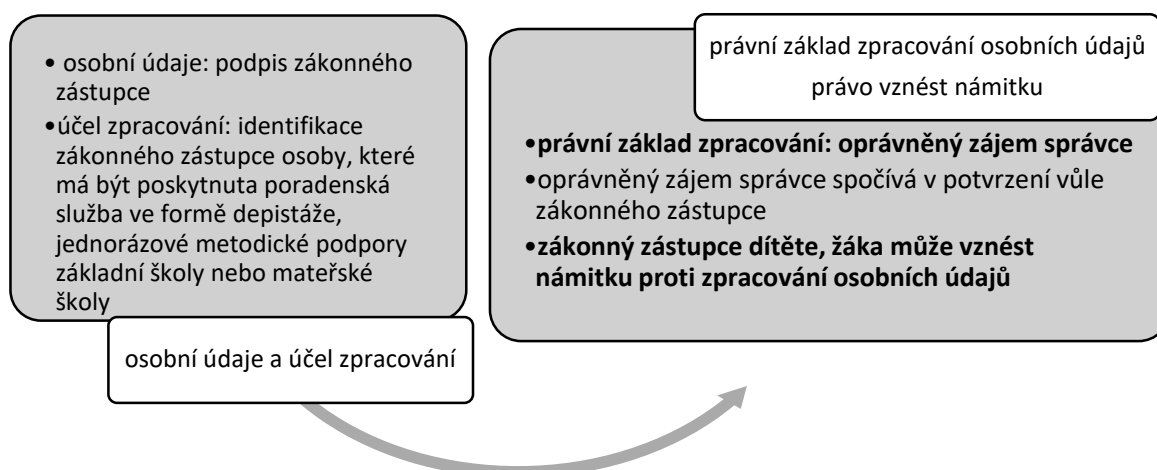 • osobní údaje: podpis zákonného
zástupce
•účel zpracování: identifikace
zákonného zástupce osoby, které
má být poskytnuta poradenská
služba ve formě depistáže,
jednorázové metodické podpory
základní školy nebo mateřské
školy
osobní údaje a účel zpracování
právní základ zpracování osobních údajů
právo vznést námitku
•právní základ zpracování: oprávněný zájem správce
•oprávněný zájem správce spočívá v potvrzení vůle
zákonného zástupce
•zákonný zástupce dítěte, žáka může vznést
námitku proti zpracování osobních údajů